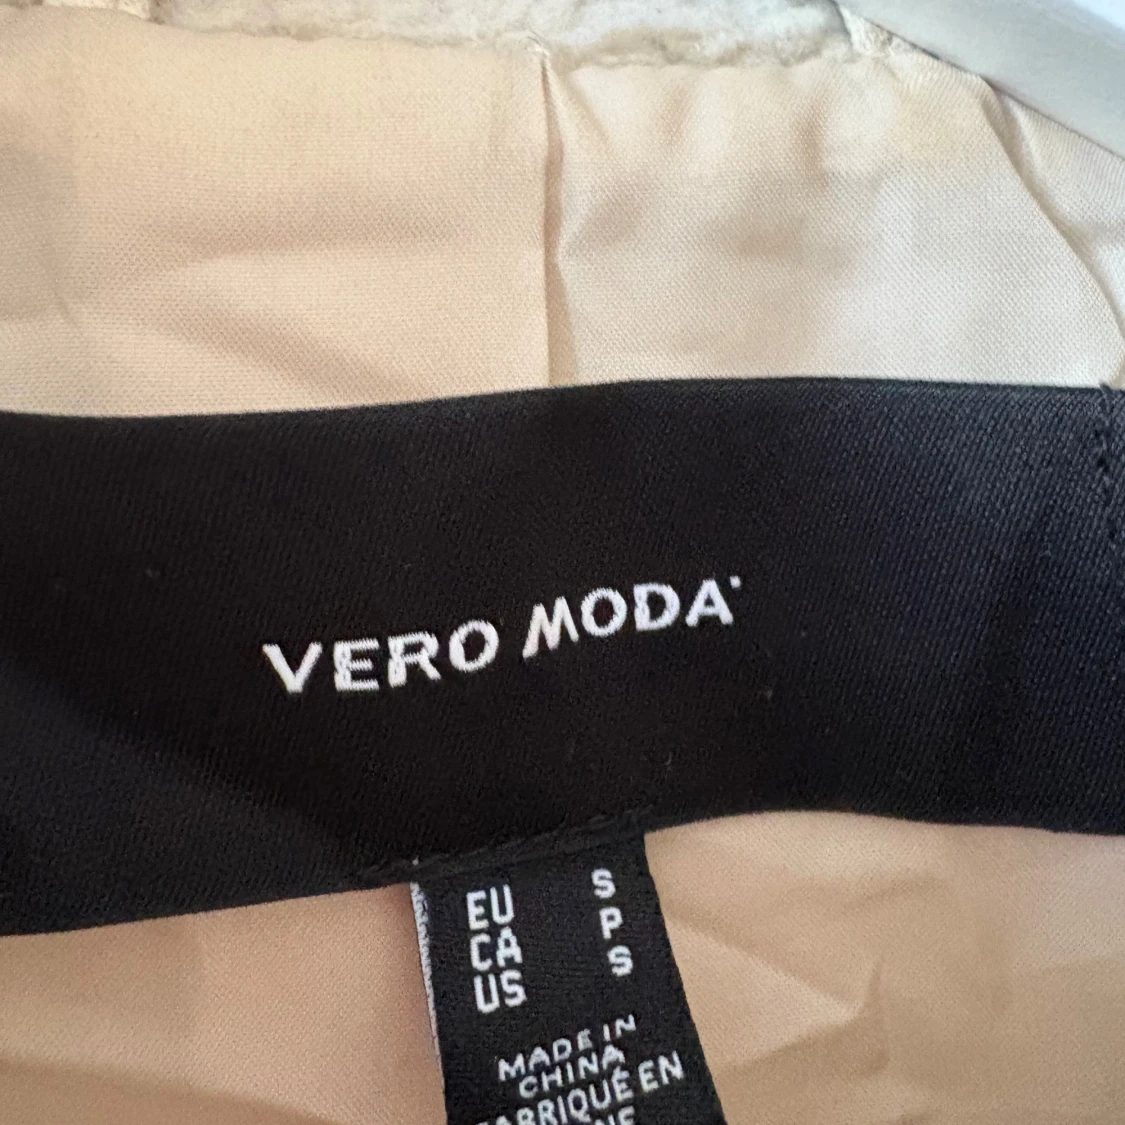 VERO MODA
EU S
CA P
US S
MADE IN
CHINA
FABRIQUÉ EN